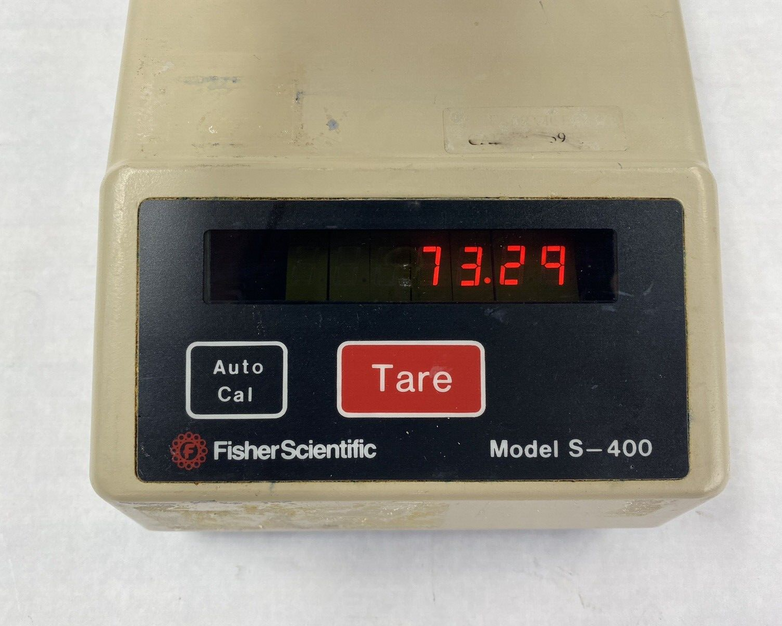 73.29
Auto
Cal
Tare
F FisherScientific
Model S-400